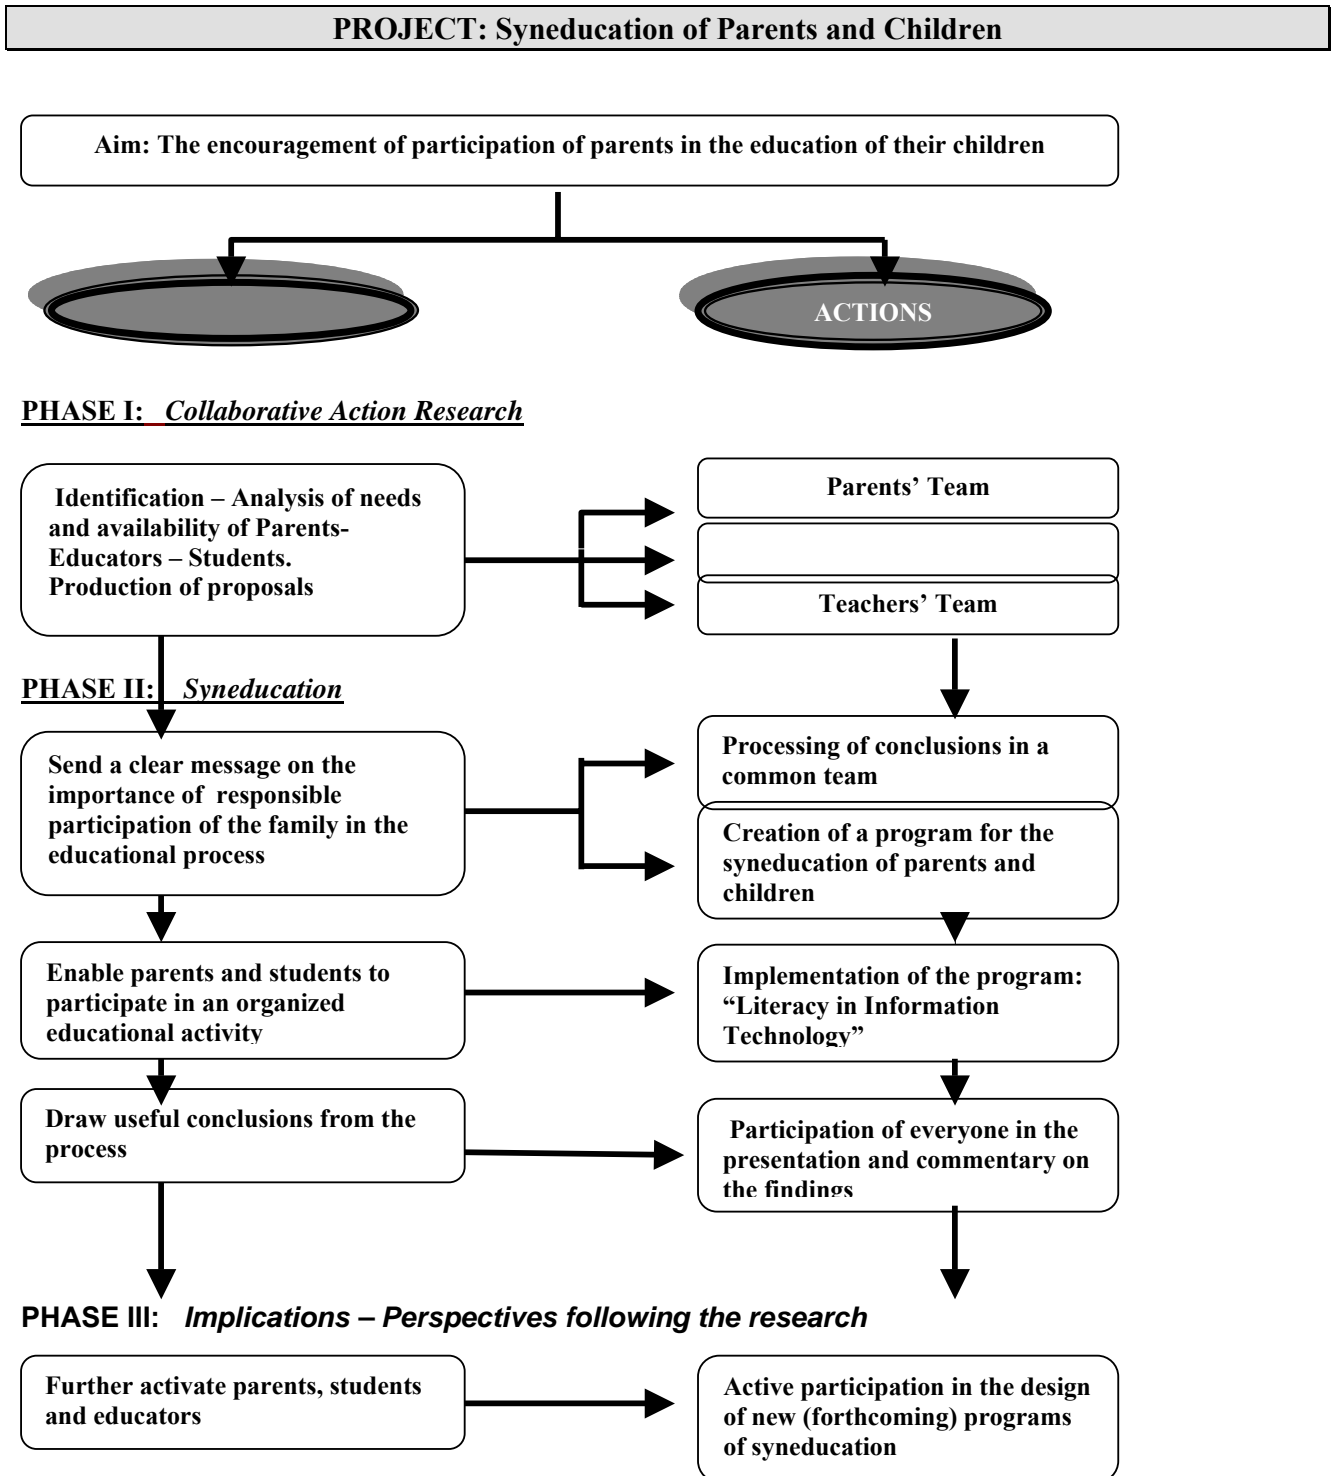 PROJECT: Syneducation of Parents and Children
Aim: The encouragement of participation of parents in the education of their children
ACTIONS
PHASE I: Collaborative Action Research
Identification – Analysis of needs
and availability of Parents-
Educators – Students.
Production of proposals
Parents’ Team
Teachers’ Team
PHASE II: Syneducation
Send a clear message on the
importance of responsible
participation of the family in the
educational process
Processing of conclusions in a
common team
Creation of a program for the
syneducation of parents and
children
Enable parents and students to
participate in an organized
educational activity
Implementation of the program:
“Literacy in Information
Technology”
Draw useful conclusions from the
process
Participation of everyone in the
presentation and commentary on
the findings
PHASE III: Implications – Perspectives following the research
Further activate parents, students
and educators
Active participation in the design
of new (forthcoming) programs
of syneducation